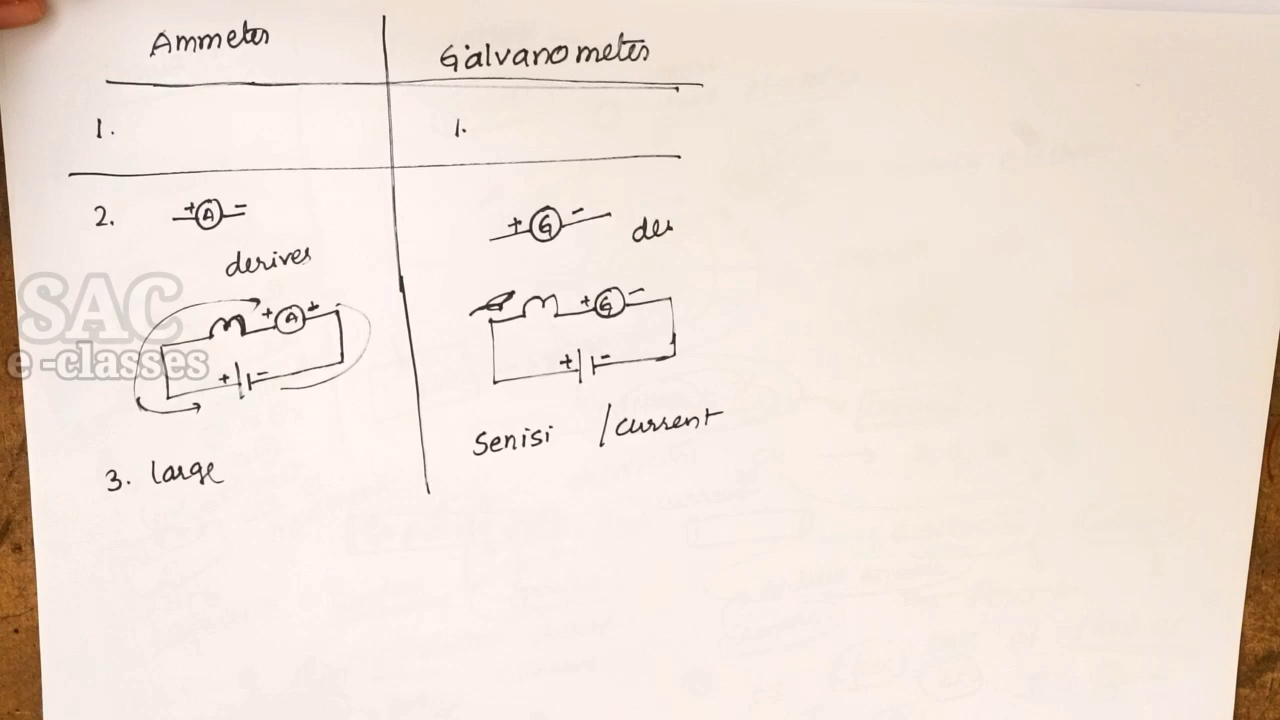 Ammeter
Galvanometer
1.
1.
2. + A -
+ G - der
derives
+ A +
+ -
+ G -
+ -
Senisi /current
3. large
SAC
e-classes